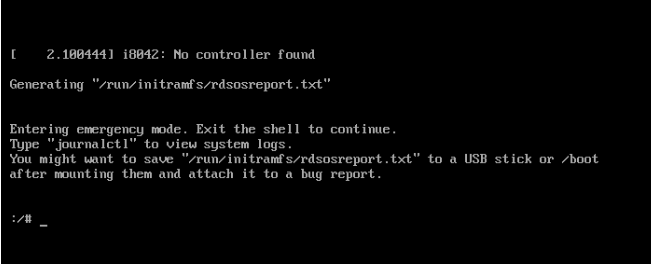 [    2.100444] i8042: No controller found
Generating "/run/initramfs/rdsosreport.txt"
Entering emergency mode. Exit the shell to continue.
Type "journalctl" to view system logs.
You might want to save "/run/initramfs/rdsosreport.txt" to a USB stick or /boot
after mounting them and attach it to a bug report.
:/# _